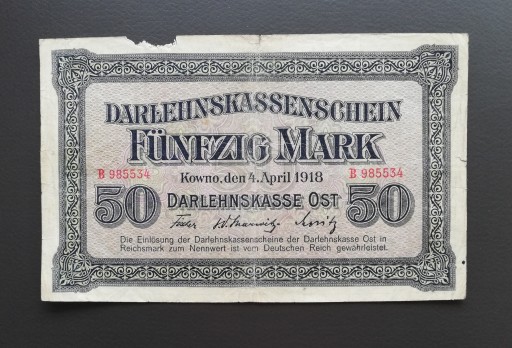 DARLEHNSKASSENSCHEIN
FÜNFZIG MARK
B 985534 B 985534
Kowno, den 4. April 1918
50 DARLEHNSKASSE OST 50
Die Einlösung der Darlehnskassenscheine der Darlehnskasse Ost in
Reichsmark zum Nennwert ist vom Deutschen Reich gewährleistet.